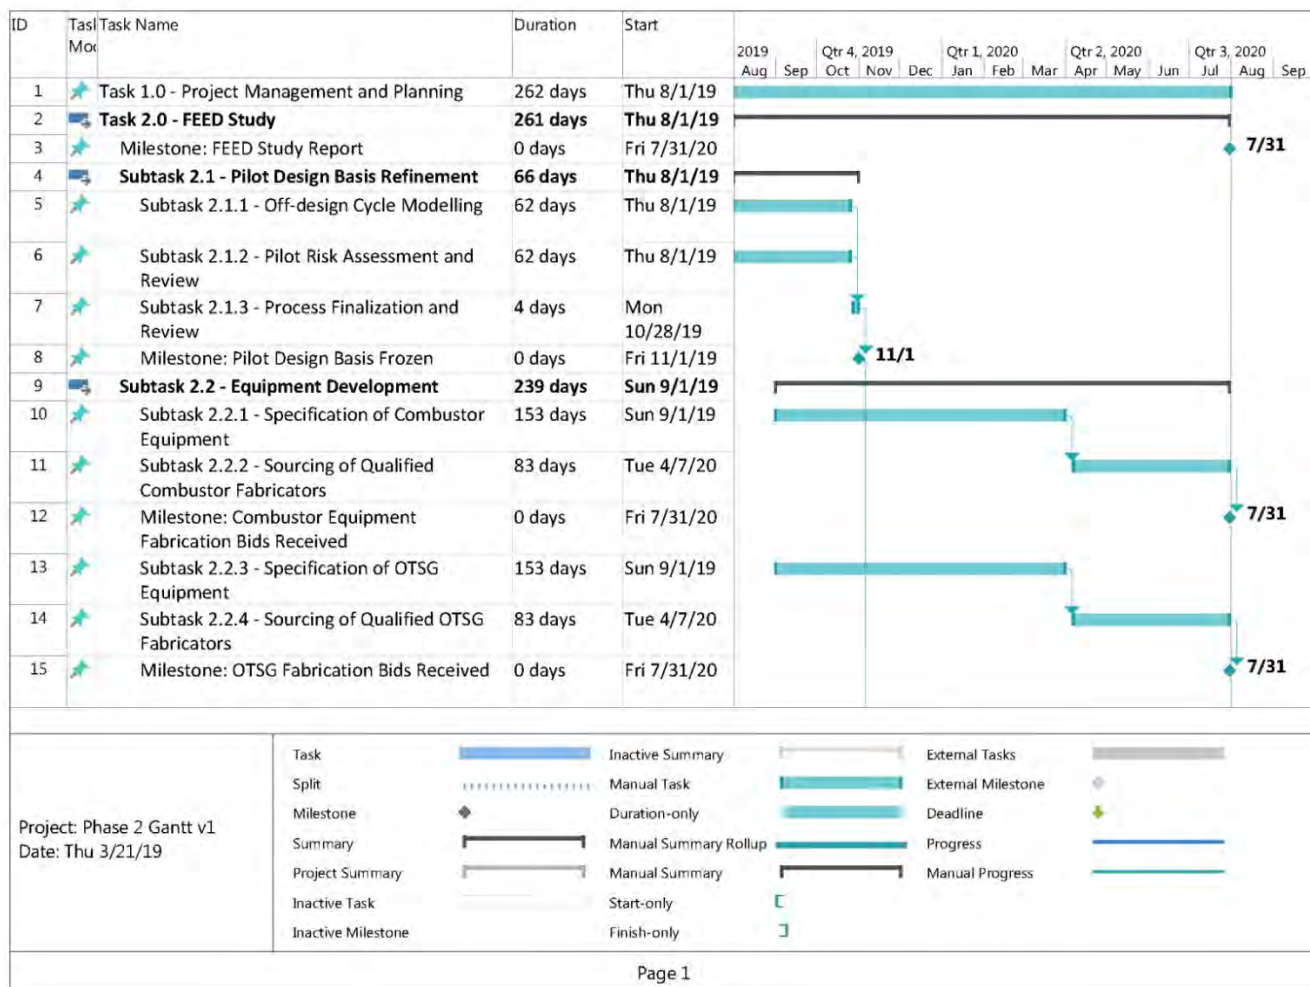 ID Task Task Name Duration Start
Mod
2019 Qtr 4, 2019 Qtr 1, 2020 Qtr 2, 2020 Qtr 3, 2020
Aug Sep Oct Nov Dec Jan Feb Mar Apr May Jun Jul Aug Sep
1 Task 1.0 - Project Management and Planning 262 days Thu 8/1/19
2 Task 2.0 - FEED Study 261 days Thu 8/1/19
3 Milestone: FEED Study Report 0 days Fri 7/31/20 7/31
4 Subtask 2.1 - Pilot Design Basis Refinement 66 days Thu 8/1/19
5 Subtask 2.1.1 - Off-design Cycle Modelling 62 days Thu 8/1/19
6 Subtask 2.1.2 - Pilot Risk Assessment and 62 days Thu 8/1/19
Review
7 Subtask 2.1.3 - Process Finalization and 4 days Mon
Review 10/28/19
8 Milestone: Pilot Design Basis Frozen 0 days Fri 11/1/19 11/1
9 Subtask 2.2 - Equipment Development 239 days Sun 9/1/19
10 Subtask 2.2.1 - Specification of Combustor 153 days Sun 9/1/19
Equipment
11 Subtask 2.2.2 - Sourcing of Qualified 83 days Tue 4/7/20
Combustor Fabricators
12 Milestone: Combustor Equipment 0 days Fri 7/31/20 7/31
Fabrication Bids Received
13 Subtask 2.2.3 - Specification of OTSG 153 days Sun 9/1/19
Equipment
14 Subtask 2.2.4 - Sourcing of Qualified OTSG 83 days Tue 4/7/20
Fabricators
15 Milestone: OTSG Fabrication Bids Received 0 days Fri 7/31/20 7/31
Project: Phase 2 Gantt v1
Date: Thu 3/21/19
Task Inactive Summary External Tasks
Split Manual Task External Milestone
Milestone Duration-only Deadline
Summary Manual Summary Rollup Progress
Project Summary Manual Summary Manual Progress
Inactive Task Start-only
Inactive Milestone Finish-only
Page 1